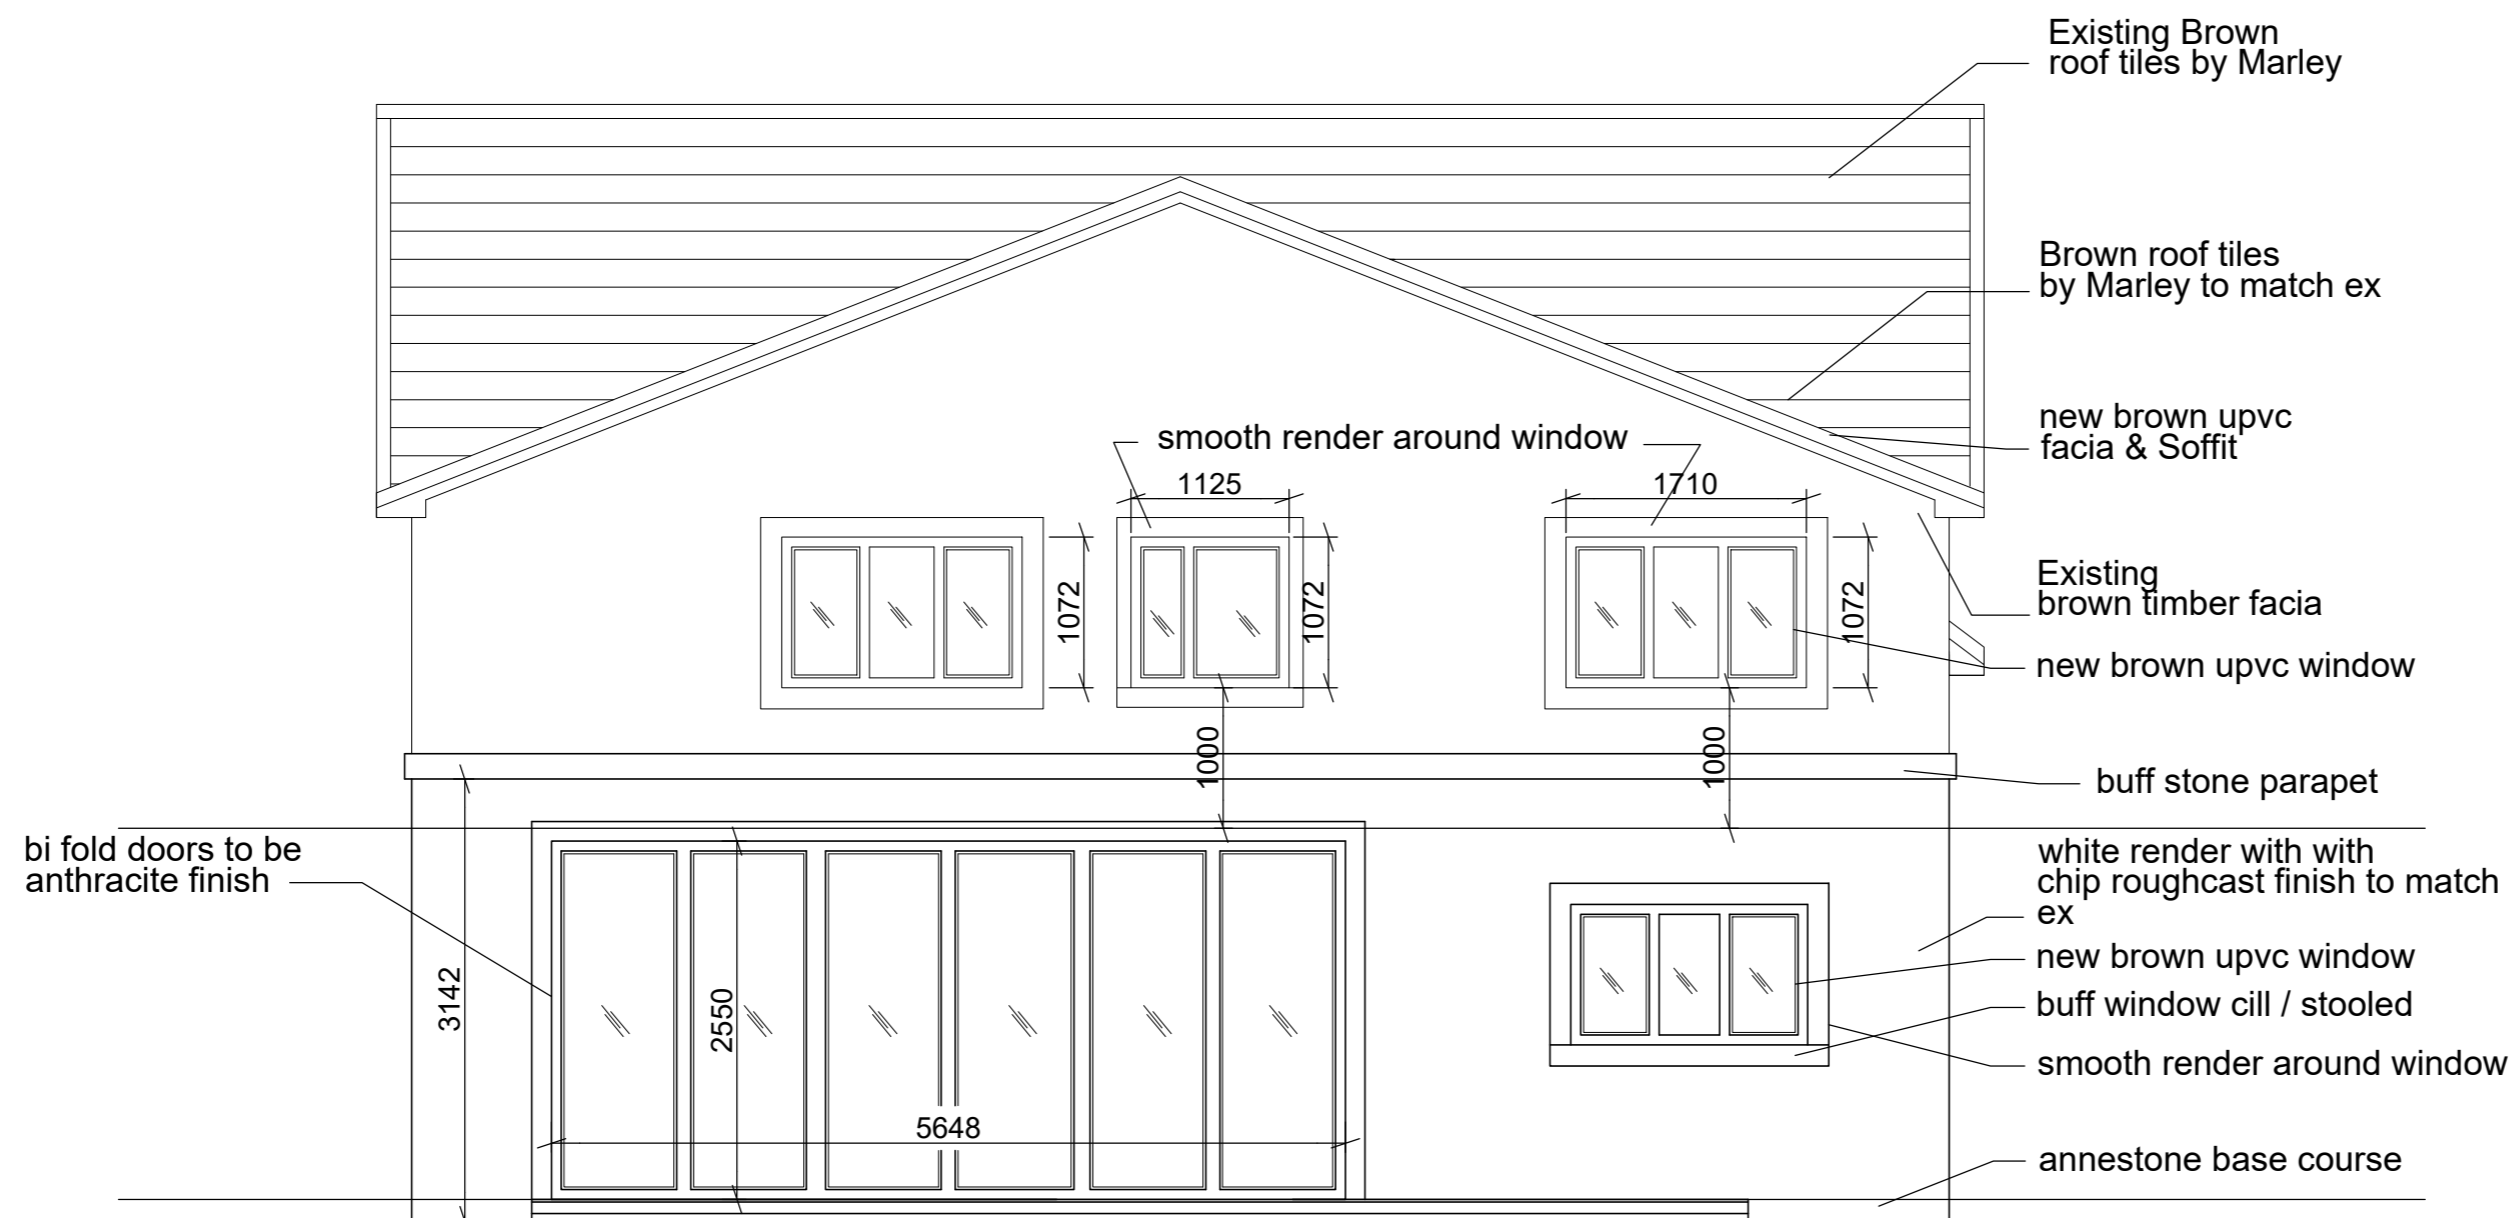 Existing Brown
roof tiles by Marley
Brown roof tiles
by Marley to match ex
new brown upvc
facia & Soffit
smooth render around window
1125
1710
1072
1072
1072
Existing
brown timber facia
new brown upvc window
1000
1000
buff stone parapet
bi fold doors to be
anthracite finish
white render with with
chip roughcast finish to match
ex
new brown upvc window
buff window cill / stooled
smooth render around window
3142
2550
5648
annestone base course